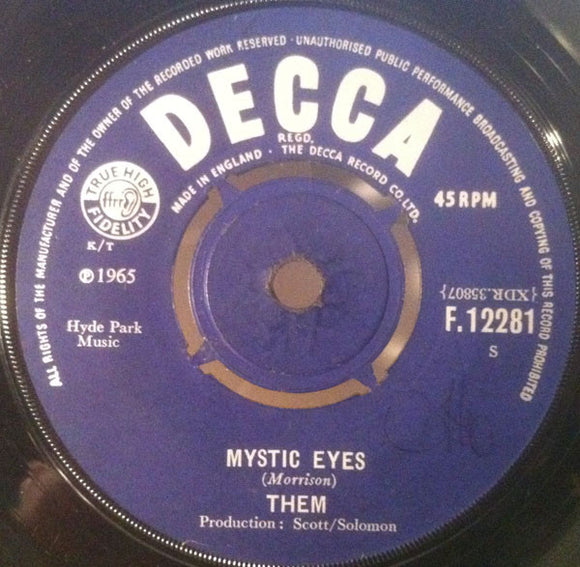 ALL RIGHTS OF THE MANUFACTURER AND OF THE OWNER OF THE RECORDED WORK RESERVED · UNAUTHORISED PUBLIC PERFORMANCE BROADCASTING AND COPYING OF THIS RECORD PROHIBITED
DECCA
REGD.
MADE IN ENGLAND · THE DECCA RECORD CO. LTD.
TRUE HIGH
ffrr
FIDELITY
K/T
℗ 1965
Hyde Park
Music
45 RPM
{XDR.35807}
F.12281
S
MYSTIC EYES
(Morrison)
THEM
Production : Scott/Solomon